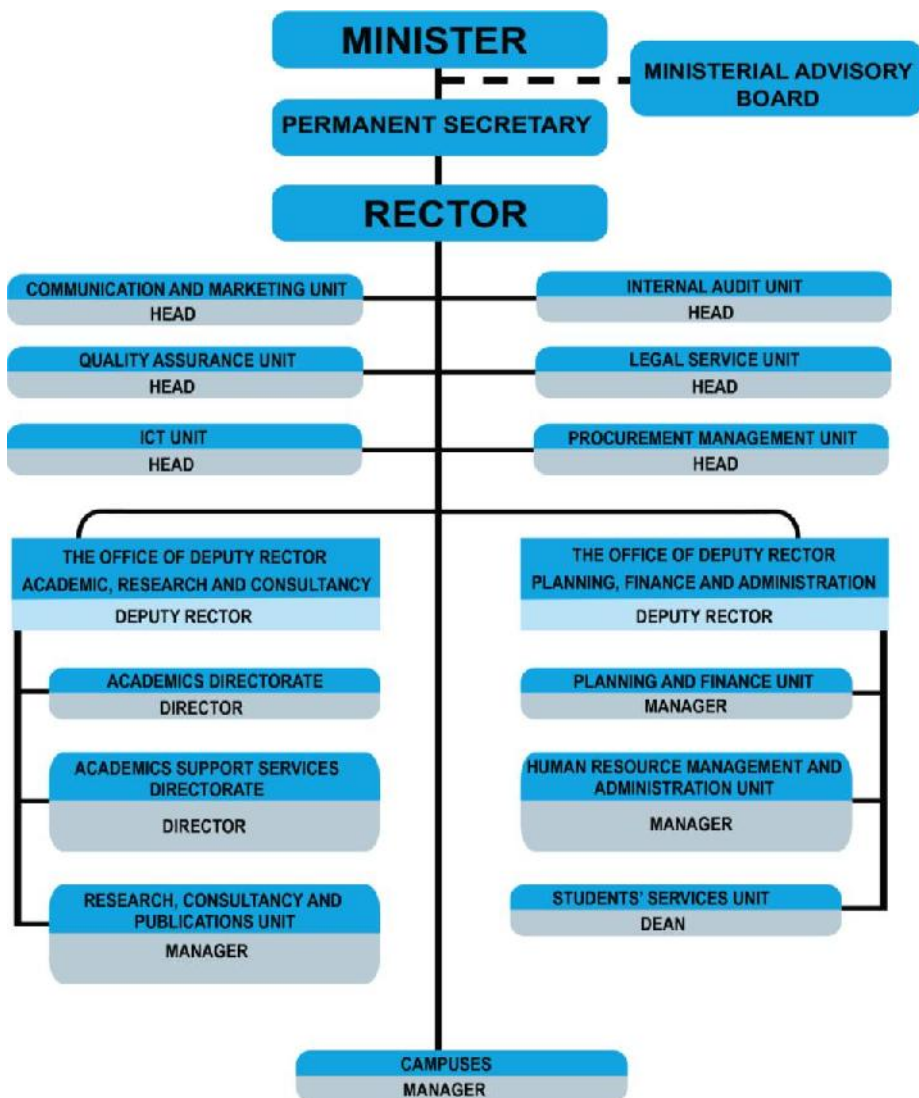 MINISTER
MINISTERIAL ADVISORY
BOARD
PERMANENT SECRETARY
RECTOR
COMMUNICATION AND MARKETING UNIT
HEAD
INTERNAL AUDIT UNIT
HEAD
QUALITY ASSURANCE UNIT
HEAD
LEGAL SERVICE UNIT
HEAD
ICT UNIT
HEAD
PROCUREMENT MANAGEMENT UNIT
HEAD
THE OFFICE OF DEPUTY RECTOR
ACADEMIC, RESEARCH AND CONSULTANCY
DEPUTY RECTOR
THE OFFICE OF DEPUTY RECTOR
PLANNING, FINANCE AND ADMINISTRATION
DEPUTY RECTOR
ACADEMICS DIRECTORATE
DIRECTOR
ACADEMICS SUPPORT SERVICES
DIRECTORATE
DIRECTOR
RESEARCH, CONSULTANCY AND
PUBLICATIONS UNIT
MANAGER
PLANNING AND FINANCE UNIT
MANAGER
HUMAN RESOURCE MANAGEMENT AND
ADMINISTRATION UNIT
MANAGER
STUDENTS' SERVICES UNIT
DEAN
CAMPUSES
MANAGER